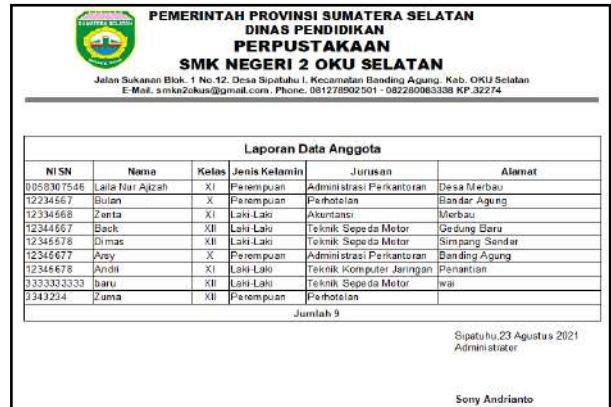 PEMERINTAH PROVINSI SUMATERA SELATAN
DINAS PENDIDIKAN
PERPUSTAKAAN
SMK NEGERI 2 OKU SELATAN
Jalan Sukanan Blok. 1 No.12. Desa Sipatuhu I. Kecamatan Banding Agung. Kab. OKU Selatan
E-Mail. smkn2okus@gmail.com. Phone. 081278902501 - 082280063338 KP.32274
Laporan Data Anggota
NISN Nama Kelas Jenis Kelamin Jurusan Alamat
0058307546 Laila Nur Ajizah XI Perempuan Administrasi Perkantoran Desa Merbau
12234567 Bulan X Perempuan Perhotelan Bandar Agung
12334568 Zenta XI Laki-Laki Akuntansi Merbau
12344567 Back XII Laki-Laki Teknik Sepeda Motor Gedung Baru
12345578 Dimas XII Laki-Laki Teknik Sepeda Motor Simpang Sender
12345677 X Perempuan Administrasi Perkantoran Banding Agung
12345678 Andri XI Laki-Laki Teknik Komputer Jaringan Penantian
3333333333 baru XII Laki-Laki Teknik Sepeda Motor wai
3343234 Zuma XII Perempuan Perhotelan
Jumlah 9
Sipatuhu,23 Agustus 2021
Administrator
Sony Andrianto